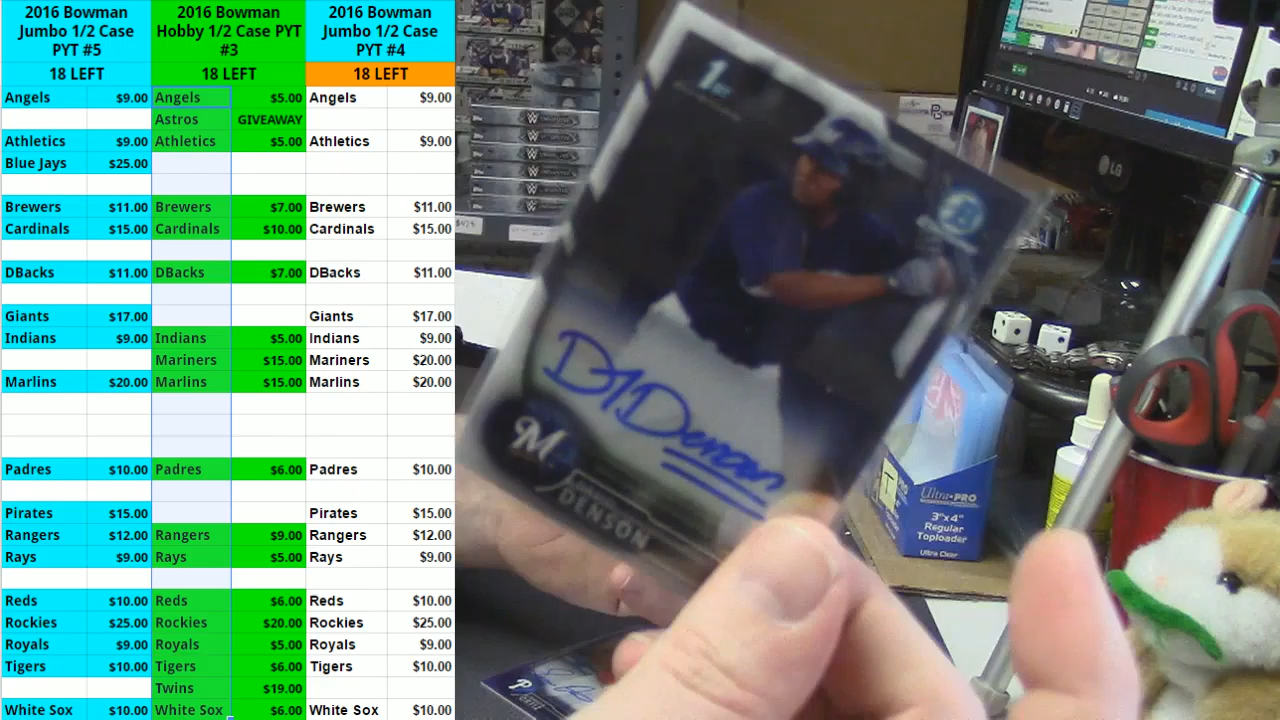 2016 Bowman Jumbo 1/2 Case PYT #5
2016 Bowman Hobby 1/2 Case PYT #3
2016 Bowman Jumbo 1/2 Case PYT #4
18 LEFT 18 LEFT 18 LEFT
Angels $9.00 Angels $5.00 Angels $9.00
Astros GIVEAWAY
Athletics $9.00 Athletics $5.00 Athletics $9.00
Blue Jays $25.00
Brewers $11.00 Brewers $7.00 Brewers $11.00
Cardinals $15.00 Cardinals $10.00 Cardinals $15.00
DBacks $11.00 DBacks $7.00 DBacks $11.00
Giants $17.00 Giants $17.00
Indians $9.00 Indians $5.00 Indians $9.00
Mariners $15.00 Mariners $20.00
Marlins $20.00 Marlins $15.00 Marlins $20.00
Padres $10.00 Padres $6.00 Padres $10.00
Pirates $15.00 Pirates $15.00
Rangers $12.00 Rangers $9.00 Rangers $12.00
Rays $9.00 Rays $5.00 Rays $9.00
Reds $10.00 Reds $6.00 Reds $10.00
Rockies $25.00 Rockies $20.00 Rockies $25.00
Royals $9.00 Royals $5.00 Royals $9.00
Tigers $10.00 Tigers $6.00 Tigers $10.00
Twins $19.00
White Sox $10.00 White Sox $6.00 White Sox $10.00
1st
B
M
DENSON
LG
Ultra·PRO
3"x4"
Regular
Toploader
Ultra Clear
P